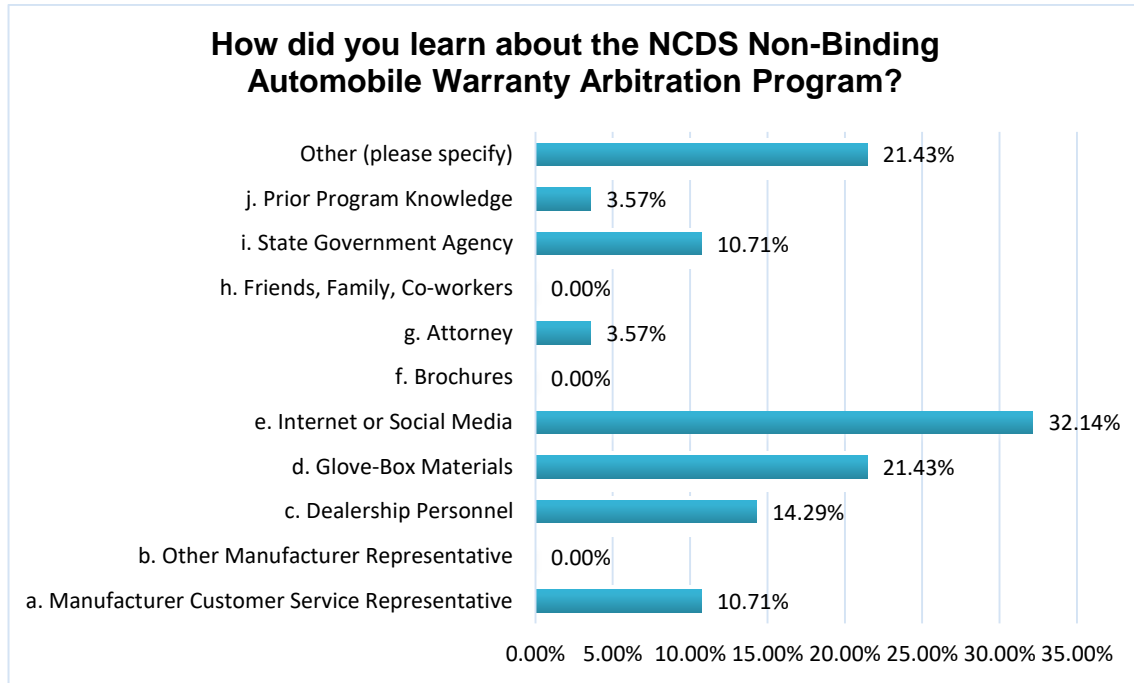 How did you learn about the NCDS Non-Binding
Automobile Warranty Arbitration Program?
Other (please specify) 21.43%
j. Prior Program Knowledge 3.57%
i. State Government Agency 10.71%
h. Friends, Family, Co-workers 0.00%
g. Attorney 3.57%
f. Brochures 0.00%
e. Internet or Social Media 32.14%
d. Glove-Box Materials 21.43%
c. Dealership Personnel 14.29%
b. Other Manufacturer Representative 0.00%
a. Manufacturer Customer Service Representative 10.71%
0.00% 5.00% 10.00% 15.00% 20.00% 25.00% 30.00% 35.00%